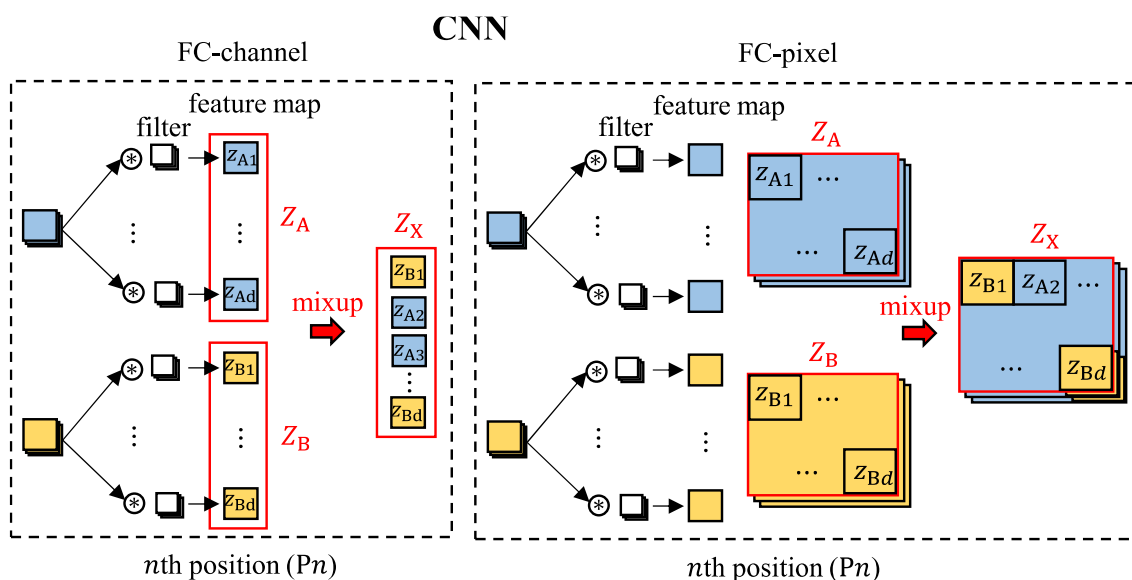 CNN
FC-channel
feature map
filter
⊛
z_A1
⋮ ⋮
Z_A
⊛
z_Ad
⊛
z_B1
⋮ ⋮
Z_B
⊛
z_Bd
mixup
Z_X
z_B1
z_A2
z_A3
⋮
z_Bd
nth position (Pn)
FC-pixel
feature map
filter
⊛
⋮ ⋮
⊛
Z_A
z_A1 ...
... z_Ad
⊛
⋮ ⋮
⊛
Z_B
z_B1 ...
... z_Bd
mixup
Z_X
z_B1 z_A2 ...
... z_Bd
nth position (Pn)